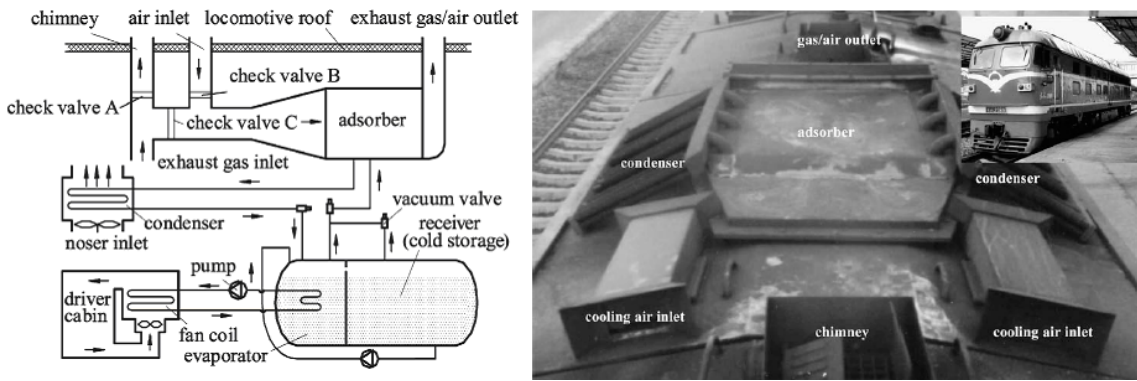 chimney air inlet locomotive roof exhaust gas/air outlet
check valve B
check valve A
check valve C
adsorber
exhaust gas inlet
condenser
noser inlet
vacuum valve
receiver
(cold storage)
pump
driver
cabin
fan coil
evaporator
gas/air outlet
adsorber
condenser
condenser
cooling air inlet
chimney
cooling air inlet